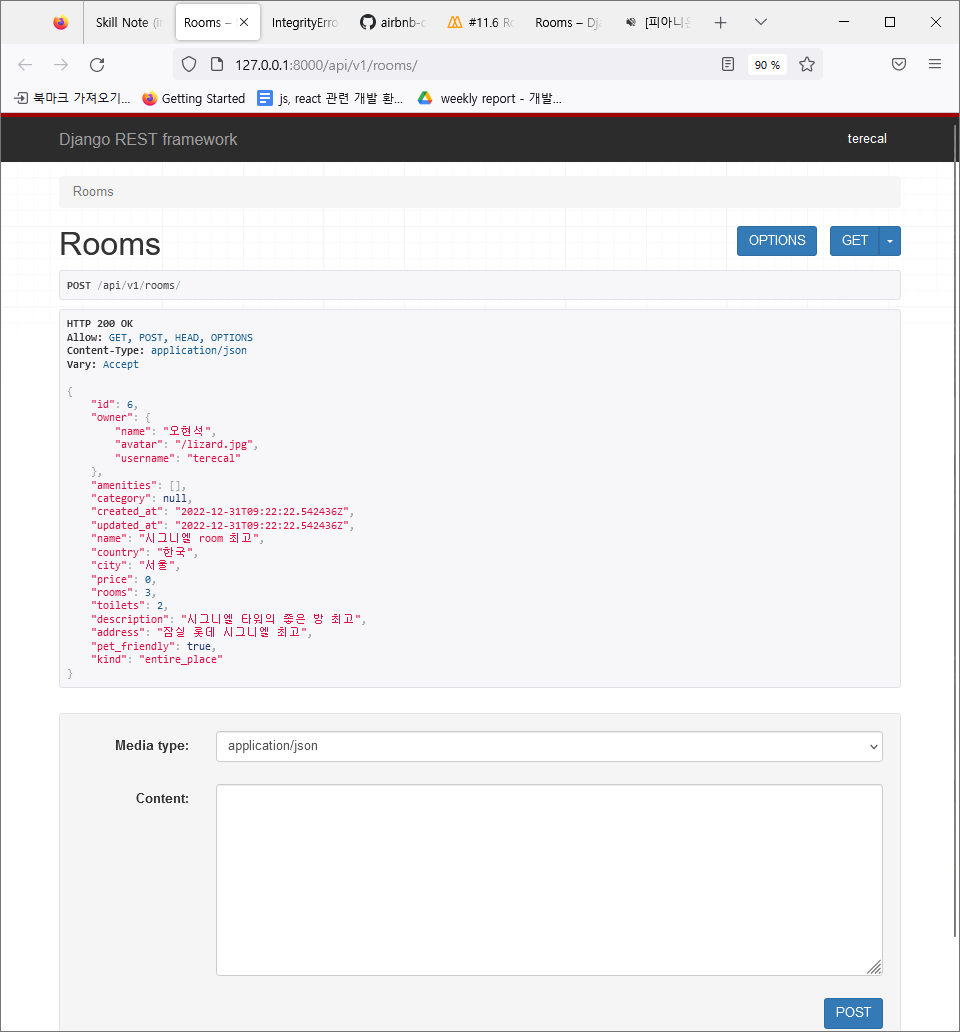 Skill Note (ir
Rooms –
IntegrityErro
airbnb-c
#11.6 Ro
Rooms – Dja
[피아니
127.0.0.1:8000/api/v1/rooms/
90 %
북마크 가져오기...
Getting Started
js, react 관련 개발 환...
weekly report - 개발...
Django REST framework
terecal
Rooms
Rooms
OPTIONS
GET
POST /api/v1/rooms/
HTTP 200 OK
Allow: GET, POST, HEAD, OPTIONS
Content-Type: application/json
Vary: Accept
{
    "id": 6,
    "owner": {
        "name": "오현석",
        "avatar": "/lizard.jpg",
        "username": "terecal"
    },
    "amenities": [],
    "category": null,
    "created_at": "2022-12-31T09:22:22.542436Z",
    "updated_at": "2022-12-31T09:22:22.542436Z",
    "name": "시그니엘 room 최고",
    "country": "한국",
    "city": "서울",
    "price": 0,
    "rooms": 3,
    "toilets": 2,
    "description": "시그니엘 타워의 좋은 방 최고",
    "address": "잠실 롯데 시그니엘 최고",
    "pet_friendly": true,
    "kind": "entire_place"
}
Media type:
application/json
Content:
POST